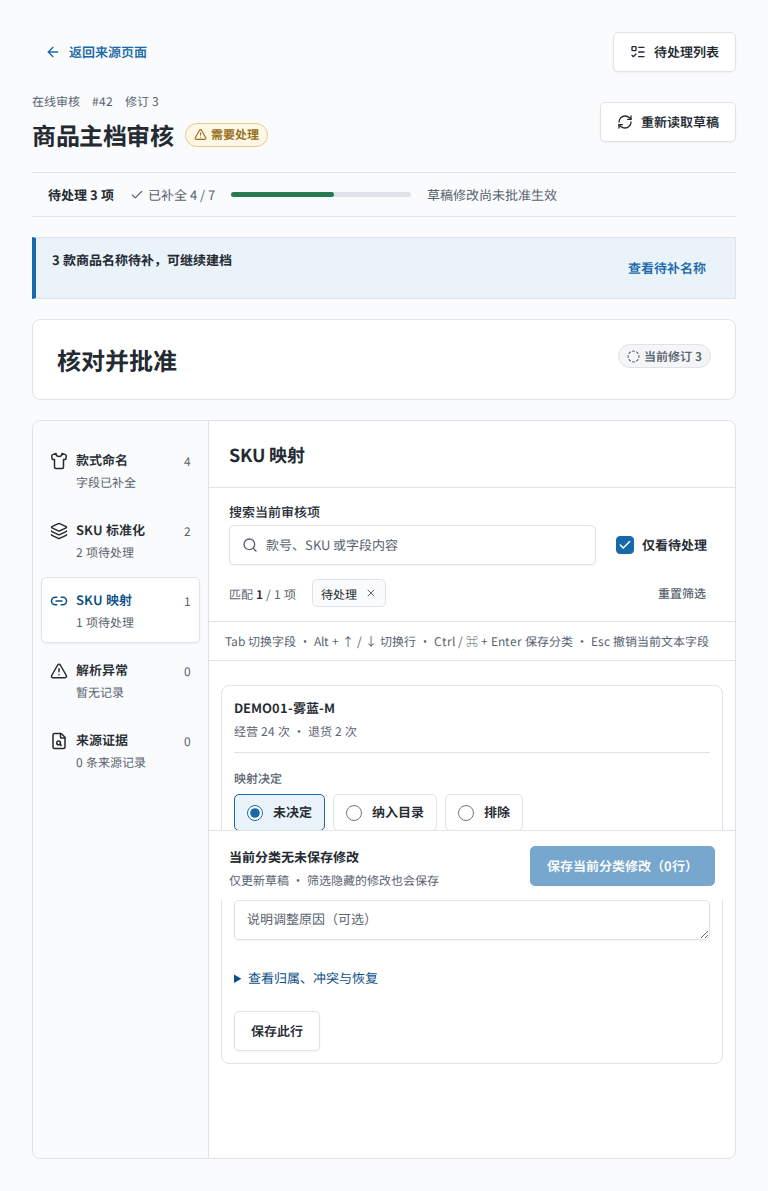 返回来源页面
待处理列表
在线审核 #42 修订 3
商品主档审核
需要处理
重新读取草稿
待处理 3 项
已补全 4 / 7
草稿修改尚未批准生效
3 款商品名称待补，可继续建档
查看待补名称
核对并批准
当前修订 3
款式命名 4
字段已补全
SKU 标准化 2
2 项待处理
SKU 映射 1
1 项待处理
解析异常 0
暂无记录
来源证据 0
0 条来源记录
SKU 映射
搜索当前审核项
款号、SKU 或字段内容
仅看待处理
匹配 1 / 1 项
待处理 ×
重置筛选
Tab 切换字段 • Alt + ↑ / ↓ 切换行 • Ctrl / ⌘ + Enter 保存分类 • Esc 撤销当前文本字段
DEMO01-雾蓝-M
经营 24 次 • 退货 2 次
映射决定
未决定
纳入目录
排除
当前分类无未保存修改
仅更新草稿 • 筛选隐藏的修改也会保存
保存当前分类修改（0行）
说明调整原因（可选）
查看归属、冲突与恢复
保存此行